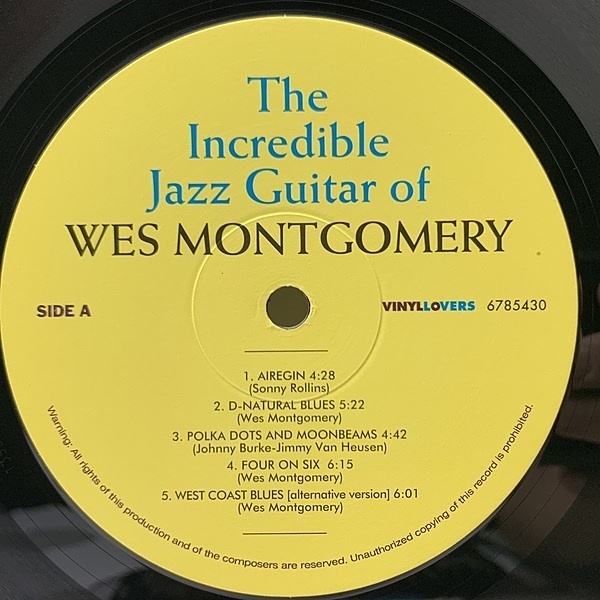 The
Incredible
Jazz Guitar of
WES MONTGOMERY
SIDE A
VINYLLOVERS 6785430
1. AIREGIN 4:28
(Sonny Rollins)
2. D-NATURAL BLUES 5:22
(Wes Montgomery)
3. POLKA DOTS AND MOONBEAMS 4:42
(Johnny Burke-Jimmy Van Heusen)
4. FOUR ON SIX 6:15
(Wes Montgomery)
5. WEST COAST BLUES [alternative version] 6:01
(Wes Montgomery)
Warning: All rights of this production and of the composers are reserved. Unauthorized copying of this record is prohibited.